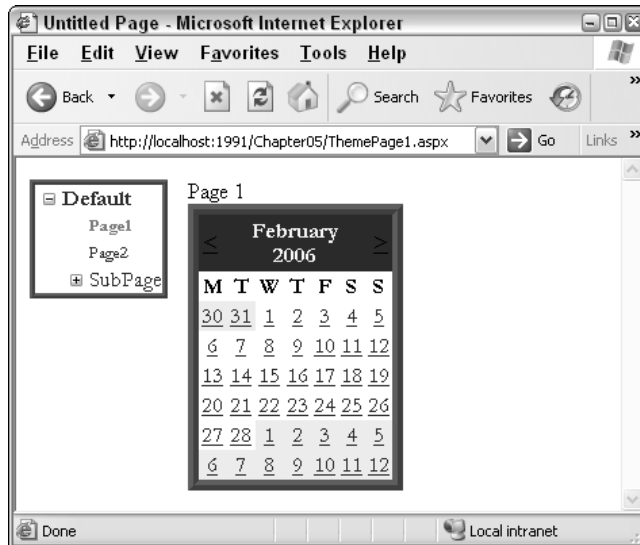 Untitled Page - Microsoft Internet Explorer
File Edit View Favorites Tools Help
Back Search Favorites »
Address http://localhost:1991/Chapter05/ThemePage1.aspx Go Links »
Default
Page1
Page2
SubPage
Page 1
< February 2006 >
M T W T F S S
30 31 1 2 3 4 5
6 7 8 9 10 11 12
13 14 15 16 17 18 19
20 21 22 23 24 25 26
27 28 1 2 3 4 5
6 7 8 9 10 11 12
Done Local intranet